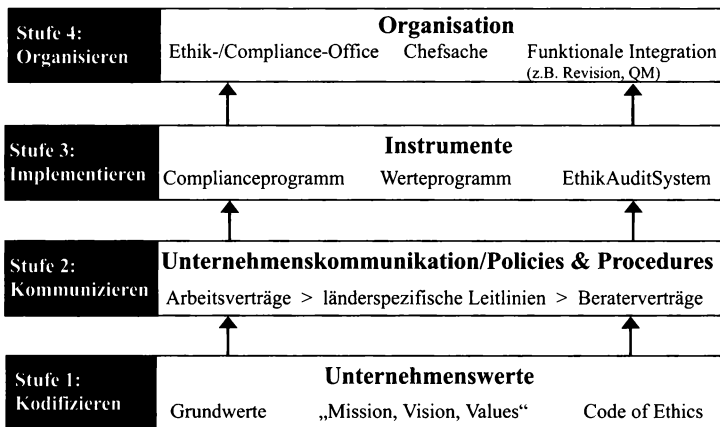 Stufe 4:
Organisieren
Organisation
Ethik-/Compliance-Office Chefsache Funktionale Integration
(z.B. Revision, QM)
Stufe 3:
Implementieren
Instrumente
Complianceprogramm Werteprogramm EthikAuditSystem
Stufe 2:
Kommunizieren
Unternehmenskommunikation/Policies & Procedures
Arbeitsverträge > länderspezifische Leitlinien > Beraterverträge
Stufe 1:
Kodifizieren
Unternehmenswerte
Grundwerte „Mission, Vision, Values“ Code of Ethics